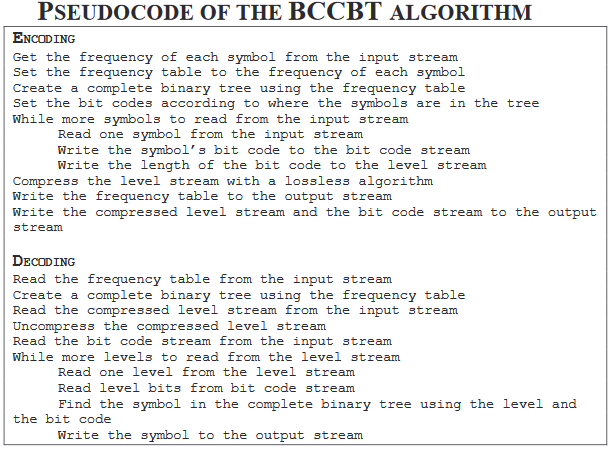 PSEUDOCODE OF THE BCCBT ALGORITHM
ENCODING
Get the frequency of each symbol from the input stream
Set the frequency table to the frequency of each symbol
Create a complete binary tree using the frequency table
Set the bit codes according to where the symbols are in the tree
While more symbols to read from the input stream
Read one symbol from the input stream
Write the symbol’s bit code to the bit code stream
Write the length of the bit code to the level stream
Compress the level stream with a lossless algorithm
Write the frequency table to the output stream
Write the compressed level stream and the bit code stream to the output
stream
DECODING
Read the frequency table from the input stream
Create a complete binary tree using the frequency table
Read the compressed level stream from the input stream
Uncompress the compressed level stream
Read the bit code stream from the input stream
While more levels to read from the level stream
Read one level from the level stream
Read level bits from bit code stream
Find the symbol in the complete binary tree using the level and
the bit code
Write the symbol to the output stream